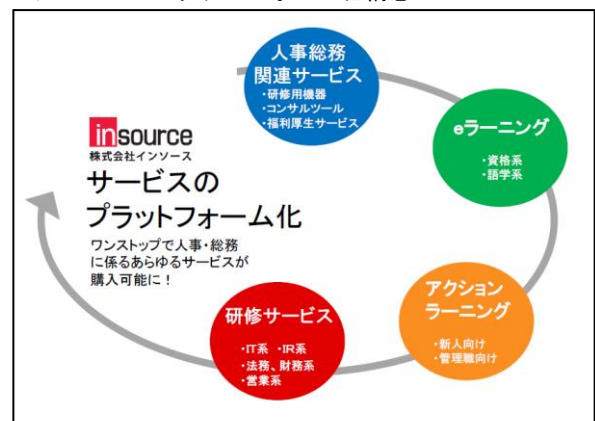 人事総務
関連サービス
・研修用機器
・コンサルツール
・福利厚生サービス
eラーニング
・資格系
・語学系
insource
株式会社インソース
サービスの
プラットフォーム化
ワンストップで人事・総務
に係るあらゆるサービスが
購入可能に！
アクション
ラーニング
・新人向け
・管理職向け
研修サービス
・IT系 ・IR系
・法務、財務系
・営業系